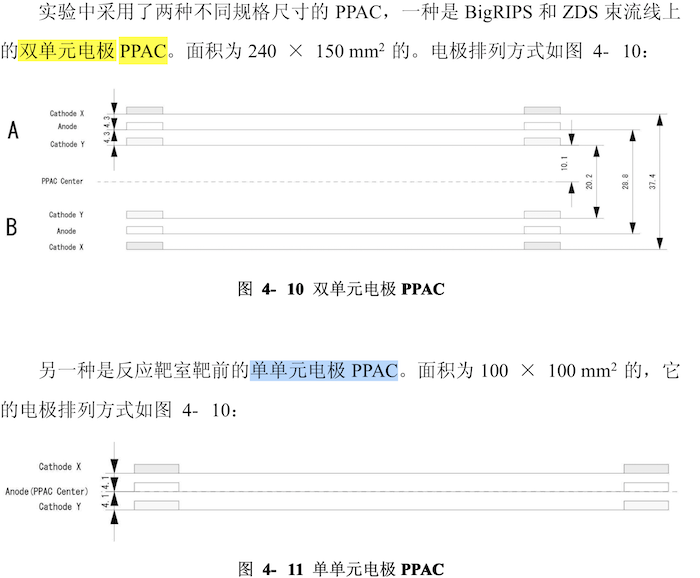 实验中采用了两种不同规格尺寸的 PPAC，一种是 BigRIPS 和 ZDS 束流线上
的双单元电极 PPAC。面积为 240 × 150 mm² 的。电极排列方式如图 4- 10：
Cathode X
A
Anode
Cathode Y
4.3
4.3
PPAC Center
10.1
20.2
28.8
37.4
Cathode Y
B
Anode
Cathode X
图 4- 10 双单元电极 PPAC
另一种是反应靶室靶前的单单元电极 PPAC。面积为 100 × 100 mm² 的，它
的电极排列方式如图 4- 10：
Cathode X
Anode(PPAC Center)
Cathode Y
4.1
4.1
图 4- 11 单单元电极 PPAC